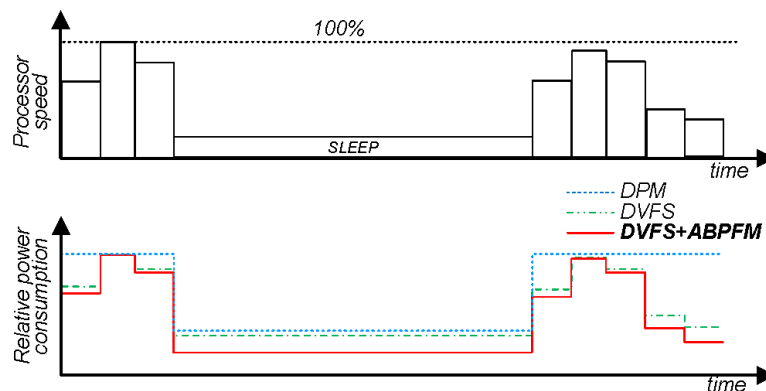 100%
Processor
speed
SLEEP
time
DPM
DVFS
DVFS+ABPFM
Relative power
consumption
time